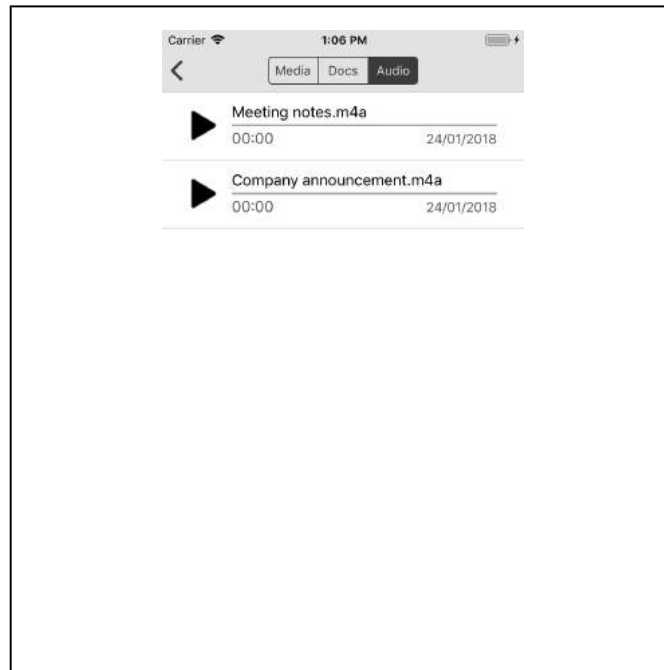 Carrier 1:06 PM
Media Docs Audio
Meeting notes.m4a
00:00 24/01/2018
Company announcement.m4a
00:00 24/01/2018